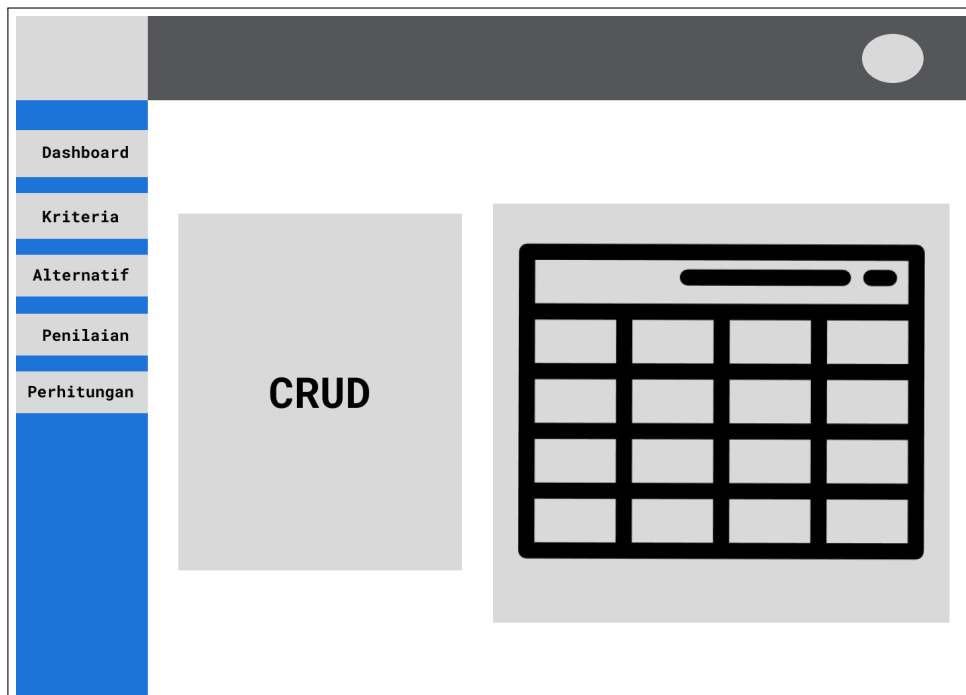 Dashboard
Kriteria
Alternatif
Penilaian
Perhitungan
CRUD